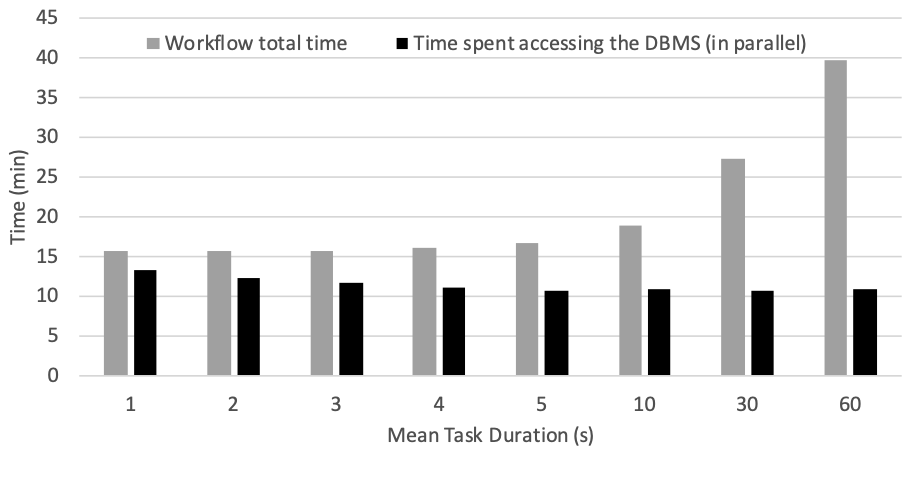 45
Workflow total time
Time spent accessing the DBMS (in parallel)
40
35
30
25
20
15
10
5
0
Time (min)
1 2 3 4 5 10 30 60
Mean Task Duration (s)